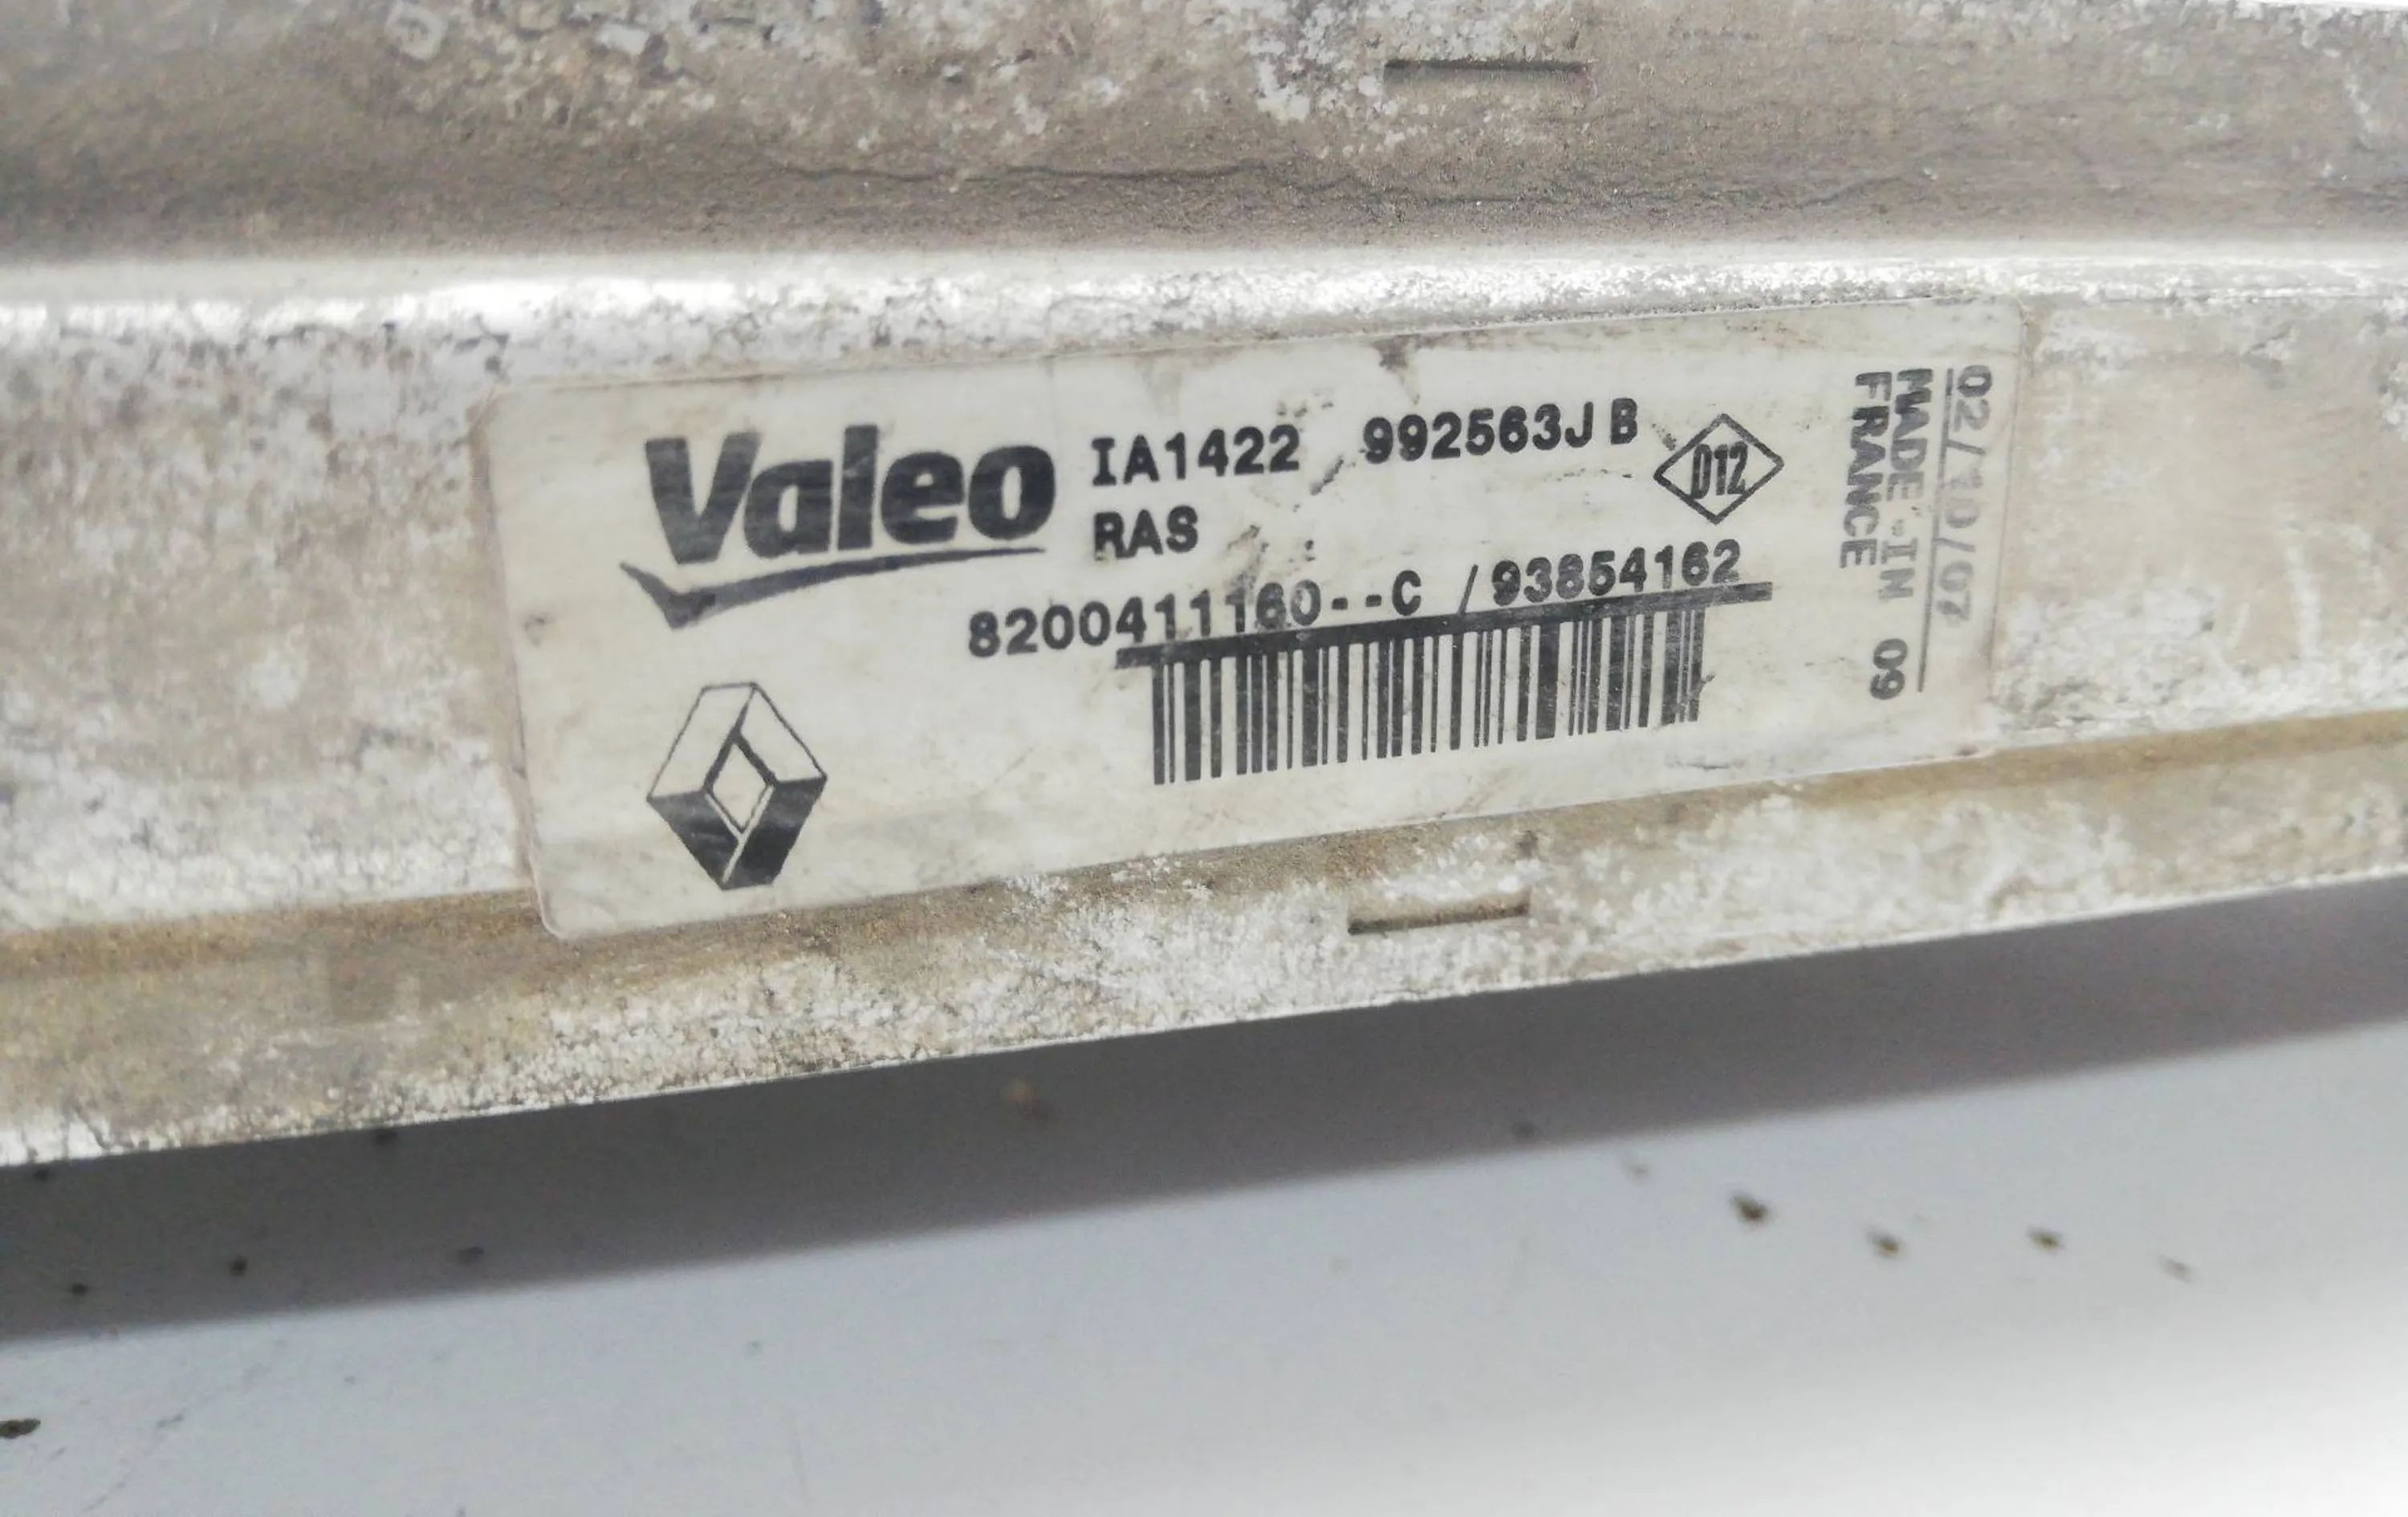 Valeo
IA1422 992563J B
RAS
D12
8200411160--C /93854162
02/10/07
MADE IN 09
FRANCE